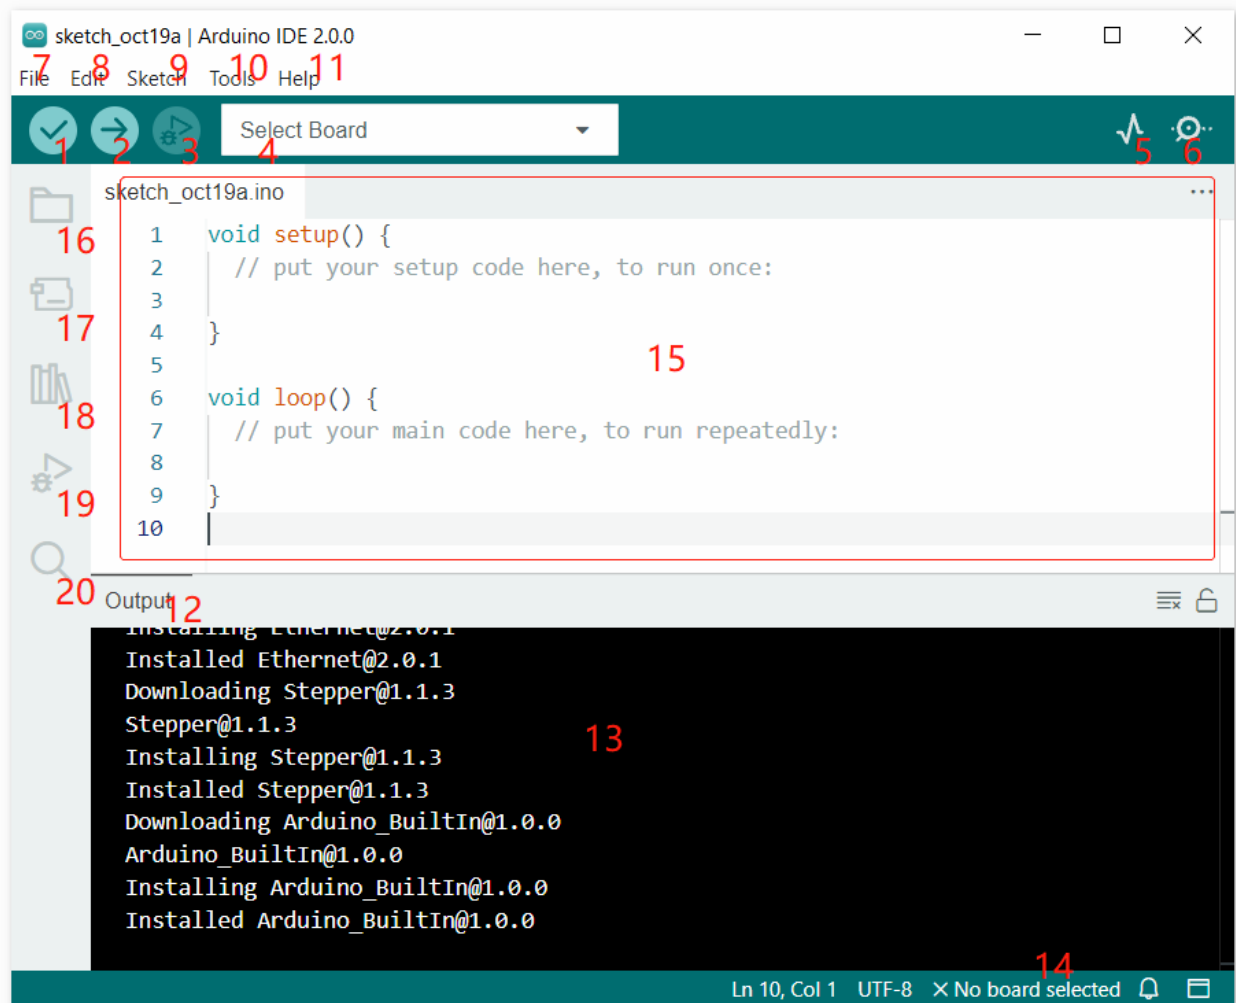 sketch_oct19a | Arduino IDE 2.0.0
File Edit Sketch Tools Help
7 8 9 10 11
Select Board
1 2 3 4 5 6
sketch_oct19a.ino
16
17
18
19
20
1 void setup() {
2 // put your setup code here, to run once:
3
4 }
5
15
6 void loop() {
7 // put your main code here, to run repeatedly:
8
9 }
10
Output
12
Installing Ethernet@2.0.1
Installed Ethernet@2.0.1
Downloading Stepper@1.1.3
Stepper@1.1.3
13
Installing Stepper@1.1.3
Installed Stepper@1.1.3
Downloading Arduino_BuiltIn@1.0.0
Arduino_BuiltIn@1.0.0
Installing Arduino_BuiltIn@1.0.0
Installed Arduino_BuiltIn@1.0.0
14
Ln 10, Col 1 UTF-8 × No board selected